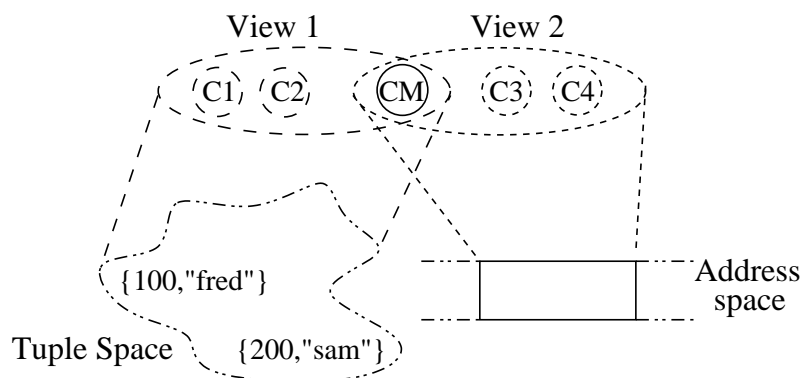 View 1
View 2
C1
C2
CM
C3
C4
{100,"fred"}
Address
space
Tuple Space
{200,"sam"}